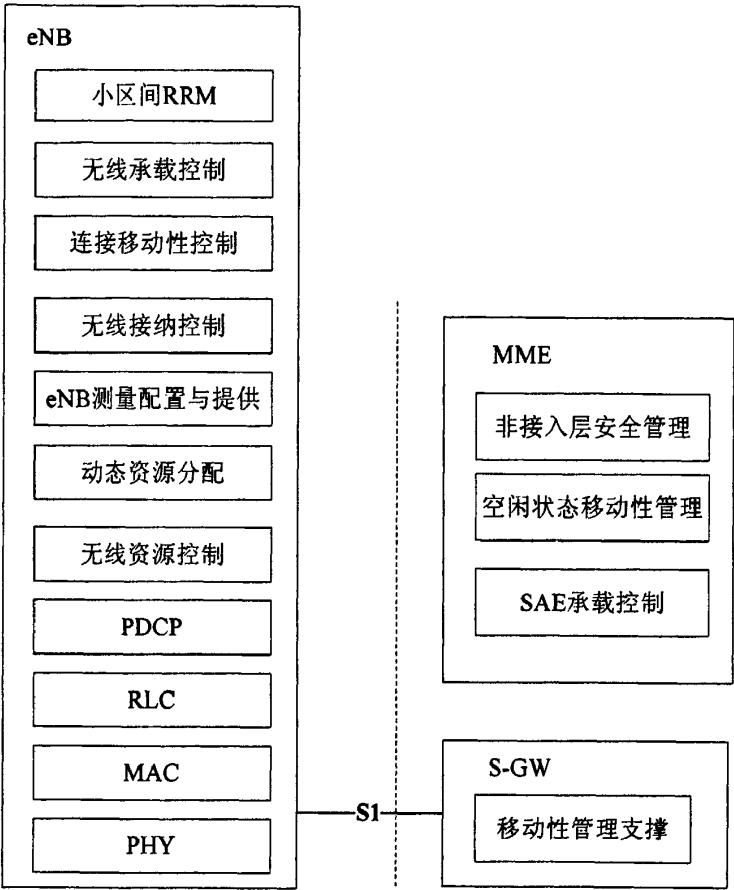 eNB
小区间RRM
无线承载控制
连接移动性控制
无线接纳控制
eNB测量配置与提供
动态资源分配
无线资源控制
PDCP
RLC
MAC
PHY
S1
MME
非接入层安全管理
空闲状态移动性管理
SAE承载控制
S-GW
移动性管理支撑